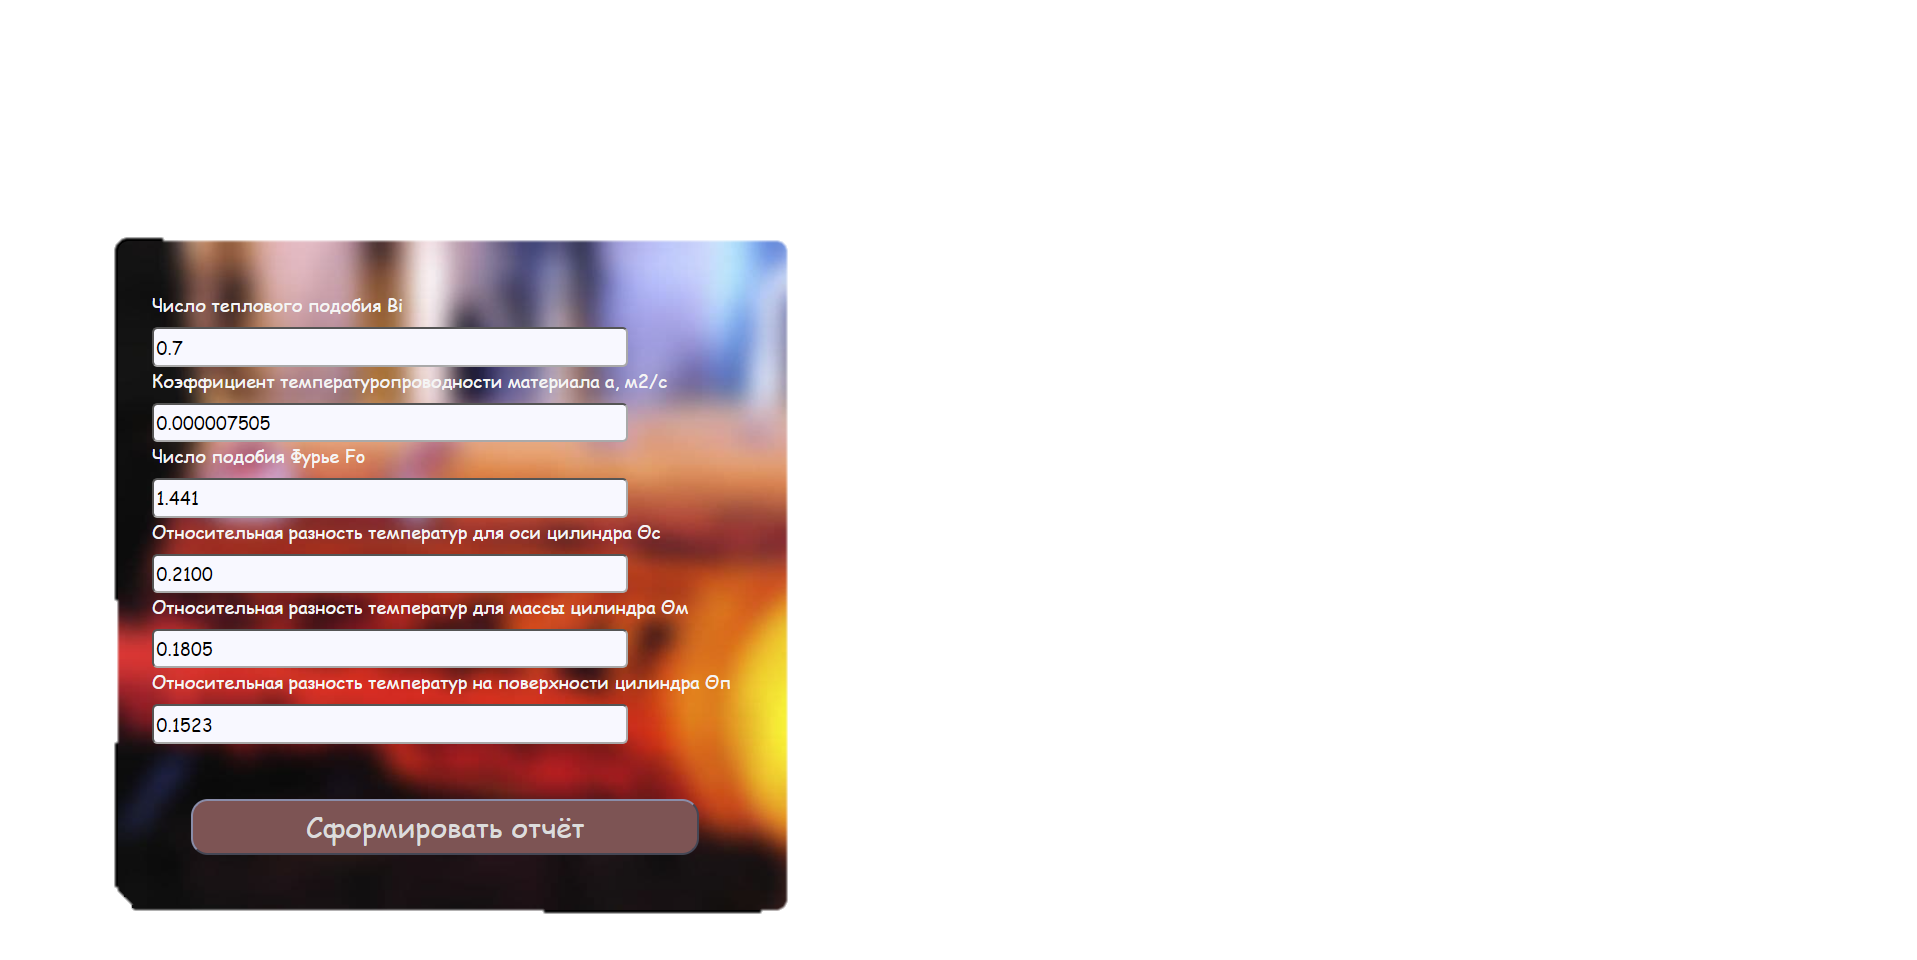 Число теплового подобия Bi
0.7
Коэффициент температуропроводности материала a, м2/с
0.000007505
Число подобия Фурье Fo
1.441
Относительная разность температур для оси цилиндра Θс
0.2100
Относительная разность температур для массы цилиндра Θм
0.1805
Относительная разность температур на поверхности цилиндра Θп
0.1523
Сформировать отчёт